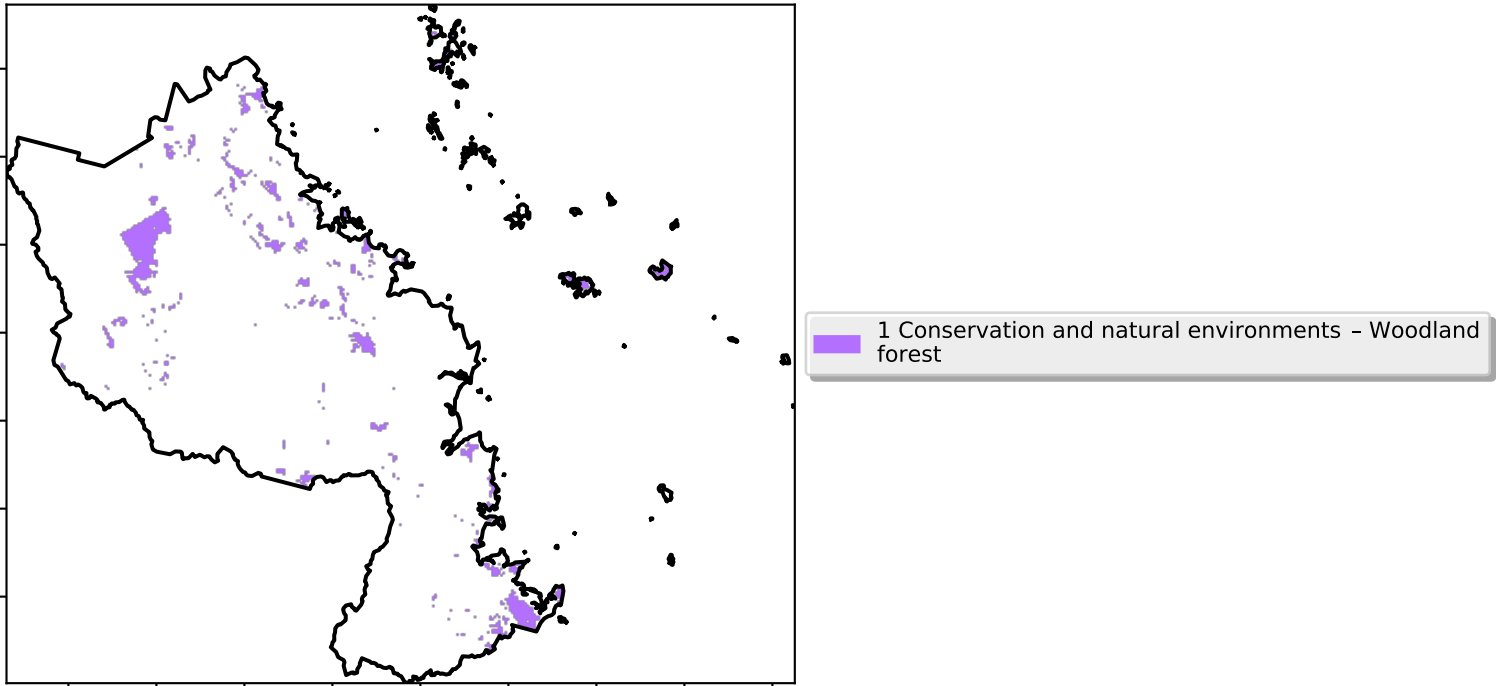 1 Conservation and natural environments – Woodland
forest